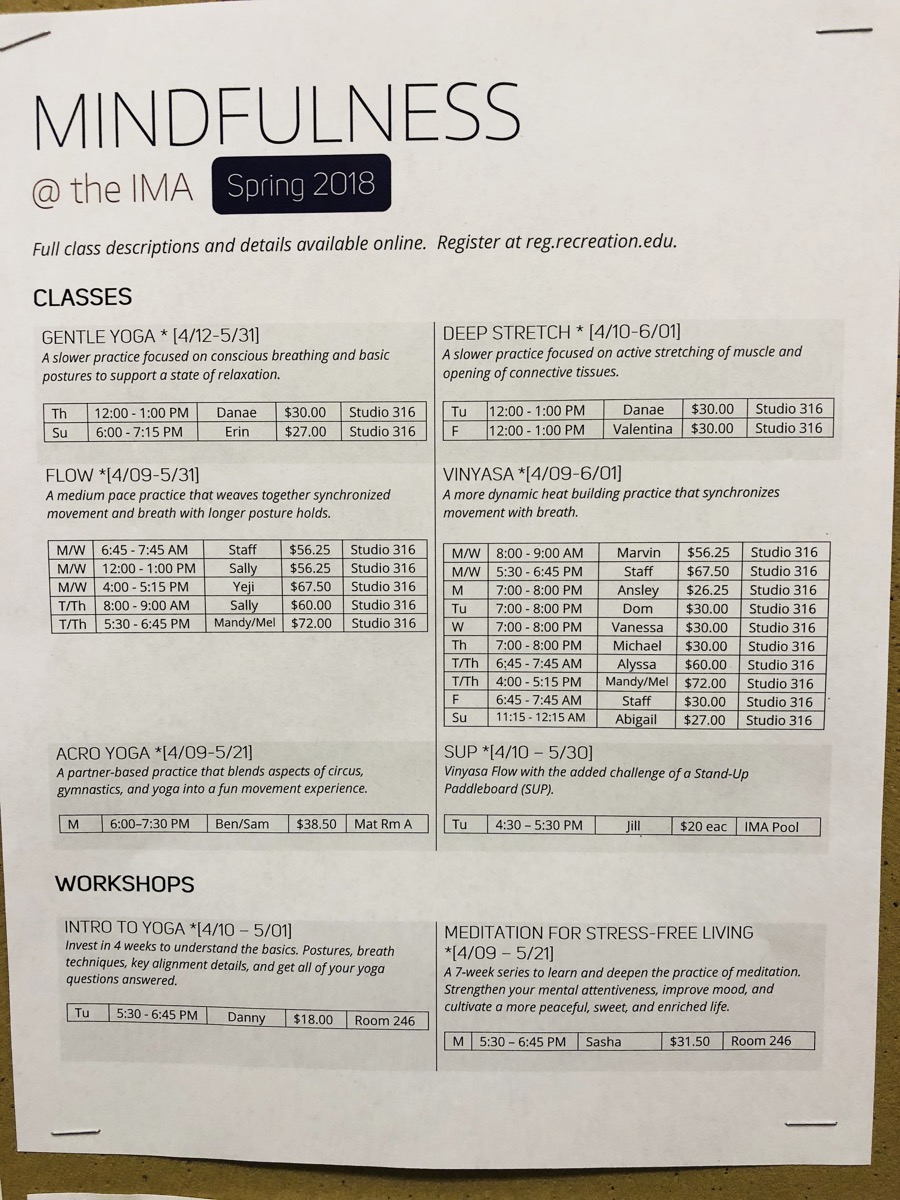 MINDFULNESS
@ the IMA Spring 2018
Full class descriptions and details available online. Register at reg.recreation.edu.
CLASSES
GENTLE YOGA * [4/12-5/31]
A slower practice focused on conscious breathing and basic
postures to support a state of relaxation.
Th 12:00 - 1:00 PM Danae $30.00 Studio 316
Su 6:00 - 7:15 PM Erin $27.00 Studio 316
DEEP STRETCH * [4/10-6/01]
A slower practice focused on active stretching of muscle and
opening of connective tissues.
Tu 12:00 - 1:00 PM Danae $30.00 Studio 316
F 12:00 - 1:00 PM Valentina $30.00 Studio 316
FLOW *[4/09-5/31]
A medium pace practice that weaves together synchronized
movement and breath with longer posture holds.
M/W 6:45 - 7:45 AM Staff $56.25 Studio 316
M/W 12:00 - 1:00 PM Sally $56.25 Studio 316
M/W 4:00 - 5:15 PM Yeji $67.50 Studio 316
T/Th 8:00 - 9:00 AM Sally $60.00 Studio 316
T/Th 5:30 - 6:45 PM Mandy/Mel $72.00 Studio 316
VINYASA *[4/09-6/01]
A more dynamic heat building practice that synchronizes
movement with breath.
M/W 8:00 - 9:00 AM Marvin $56.25 Studio 316
M/W 5:30 - 6:45 PM Staff $67.50 Studio 316
M 7:00 - 8:00 PM Ansley $26.25 Studio 316
Tu 7:00 - 8:00 PM Dom $30.00 Studio 316
W 7:00 - 8:00 PM Vanessa $30.00 Studio 316
Th 7:00 - 8:00 PM Michael $30.00 Studio 316
T/Th 6:45 - 7:45 AM Alyssa $60.00 Studio 316
T/Th 4:00 - 5:15 PM Mandy/Mel $72.00 Studio 316
F 6:45 - 7:45 AM Staff $30.00 Studio 316
Su 11:15 - 12:15 AM Abigail $27.00 Studio 316
ACRO YOGA *[4/09-5/21]
A partner-based practice that blends aspects of circus,
gymnastics, and yoga into a fun movement experience.
M 6:00–7:30 PM Ben/Sam $38.50 Mat Rm A
SUP *[4/10 – 5/30]
Vinyasa Flow with the added challenge of a Stand-Up
Paddleboard (SUP).
Tu 4:30 – 5:30 PM Jill $20 eac IMA Pool
WORKSHOPS
INTRO TO YOGA *[4/10 – 5/01]
Invest in 4 weeks to understand the basics. Postures, breath
techniques, key alignment details, and get all of your yoga
questions answered.
Tu 5:30 - 6:45 PM Danny $18.00 Room 246
MEDITATION FOR STRESS-FREE LIVING
*[4/09 – 5/21]
A 7-week series to learn and deepen the practice of meditation.
Strengthen your mental attentiveness, improve mood, and
cultivate a more peaceful, sweet, and enriched life.
M 5:30 – 6:45 PM Sasha $31.50 Room 246